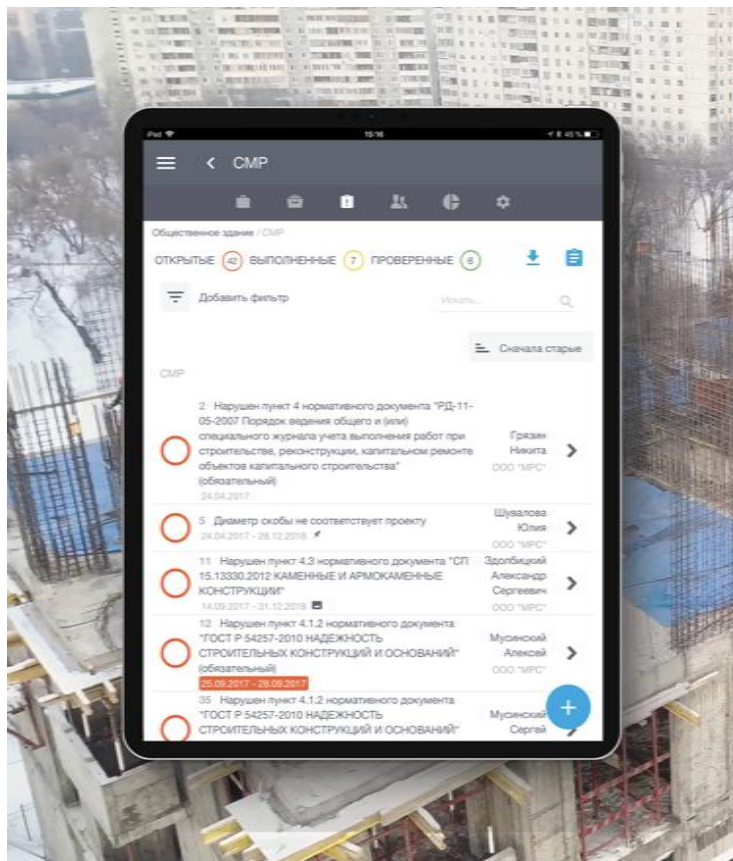 iPad
15:16
45 %
СМР
Общественное здание / СМР
ОТКРЫТЫЕ 42 ВЫПОЛНЕННЫЕ 7 ПРОВЕРЕННЫЕ 6
Добавить фильтр
Искать...
Сначала старые
СМР
2 Нарушен пункт 4 нормативного документа "РД-11-
05-2007 Порядок ведения общего и (или)
специального журнала учета выполнения работ при
строительстве, реконструкции, капитальном ремонте
объектов капитального строительства"
(обязательный)
24.04.2017
Грязин
Никита
ООО "МРС"
5 Диаметр скобы не соответствует проекту
24.04.2017 - 28.12.2018
Шувалова
Юлия
ООО "МРС"
11 Нарушен пункт 4.3 нормативного документа "СП
15.13330.2012 КАМЕННЫЕ И АРМОКАМЕННЫЕ
КОНСТРУКЦИИ"
14.09.2017 - 31.12.2018
Здолбицкий
Александр
Сергеевич
ООО "МРС"
12 Нарушен пункт 4.1.2 нормативного документа
"ГОСТ Р 54257-2010 НАДЕЖНОСТЬ
СТРОИТЕЛЬНЫХ КОНСТРУКЦИЙ И ОСНОВАНИЙ"
(обязательный)
25.09.2017 - 28.09.2017
Мусинский
Алексей
ООО "МРС"
35 Нарушен пункт 4.1.2 нормативного документа
"ГОСТ Р 54257-2010 НАДЕЖНОСТЬ
СТРОИТЕЛЬНЫХ КОНСТРУКЦИЙ И ОСНОВАНИЙ"
Мусинский
Сергей